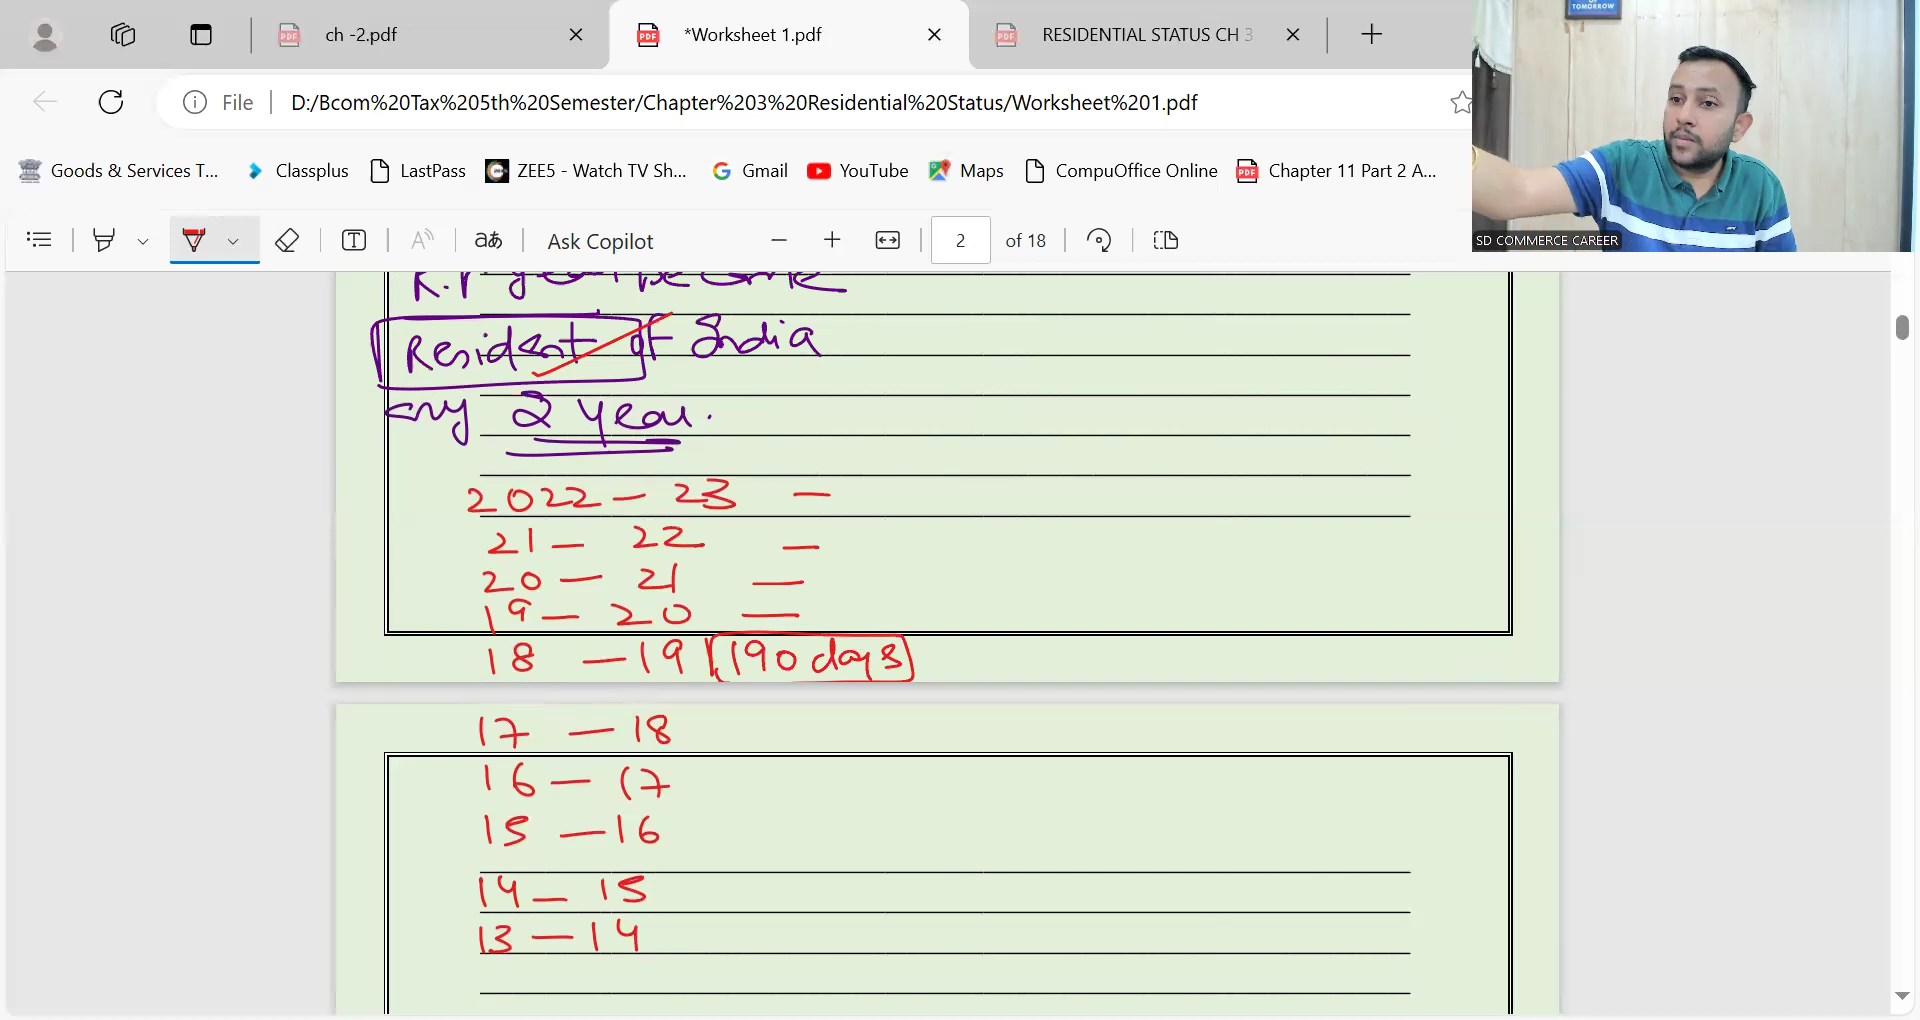 ch -2.pdf
*Worksheet 1.pdf
RESIDENTIAL STATUS CH 3
TOMORROW
File
D:/Bcom%20Tax%205th%20Semester/Chapter%203%20Residential%20Status/Worksheet%201.pdf
Goods & Services T...
Classplus
LastPass
ZEE5 - Watch TV Sh...
Gmail
YouTube
Maps
CompuOffice Online
Chapter 11 Part 2 A...
Ask Copilot
2
of 18
SD COMMERCE CAREER
Resident of India
any 2 year.
2022 — 23 —
21 — 22 —
20 — 21 —
19 — 20 —
18 — 19 190 days
17 — 18
16 — 17
15 — 16
14 — 15
13 — 14